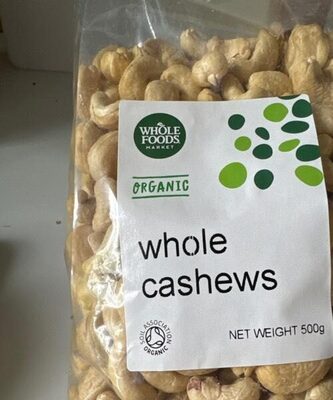 WHOLE
FOODS
MARKET
ORGANIC
whole
cashews
SOIL ASSOCIATION
ORGANIC
NET WEIGHT 500g